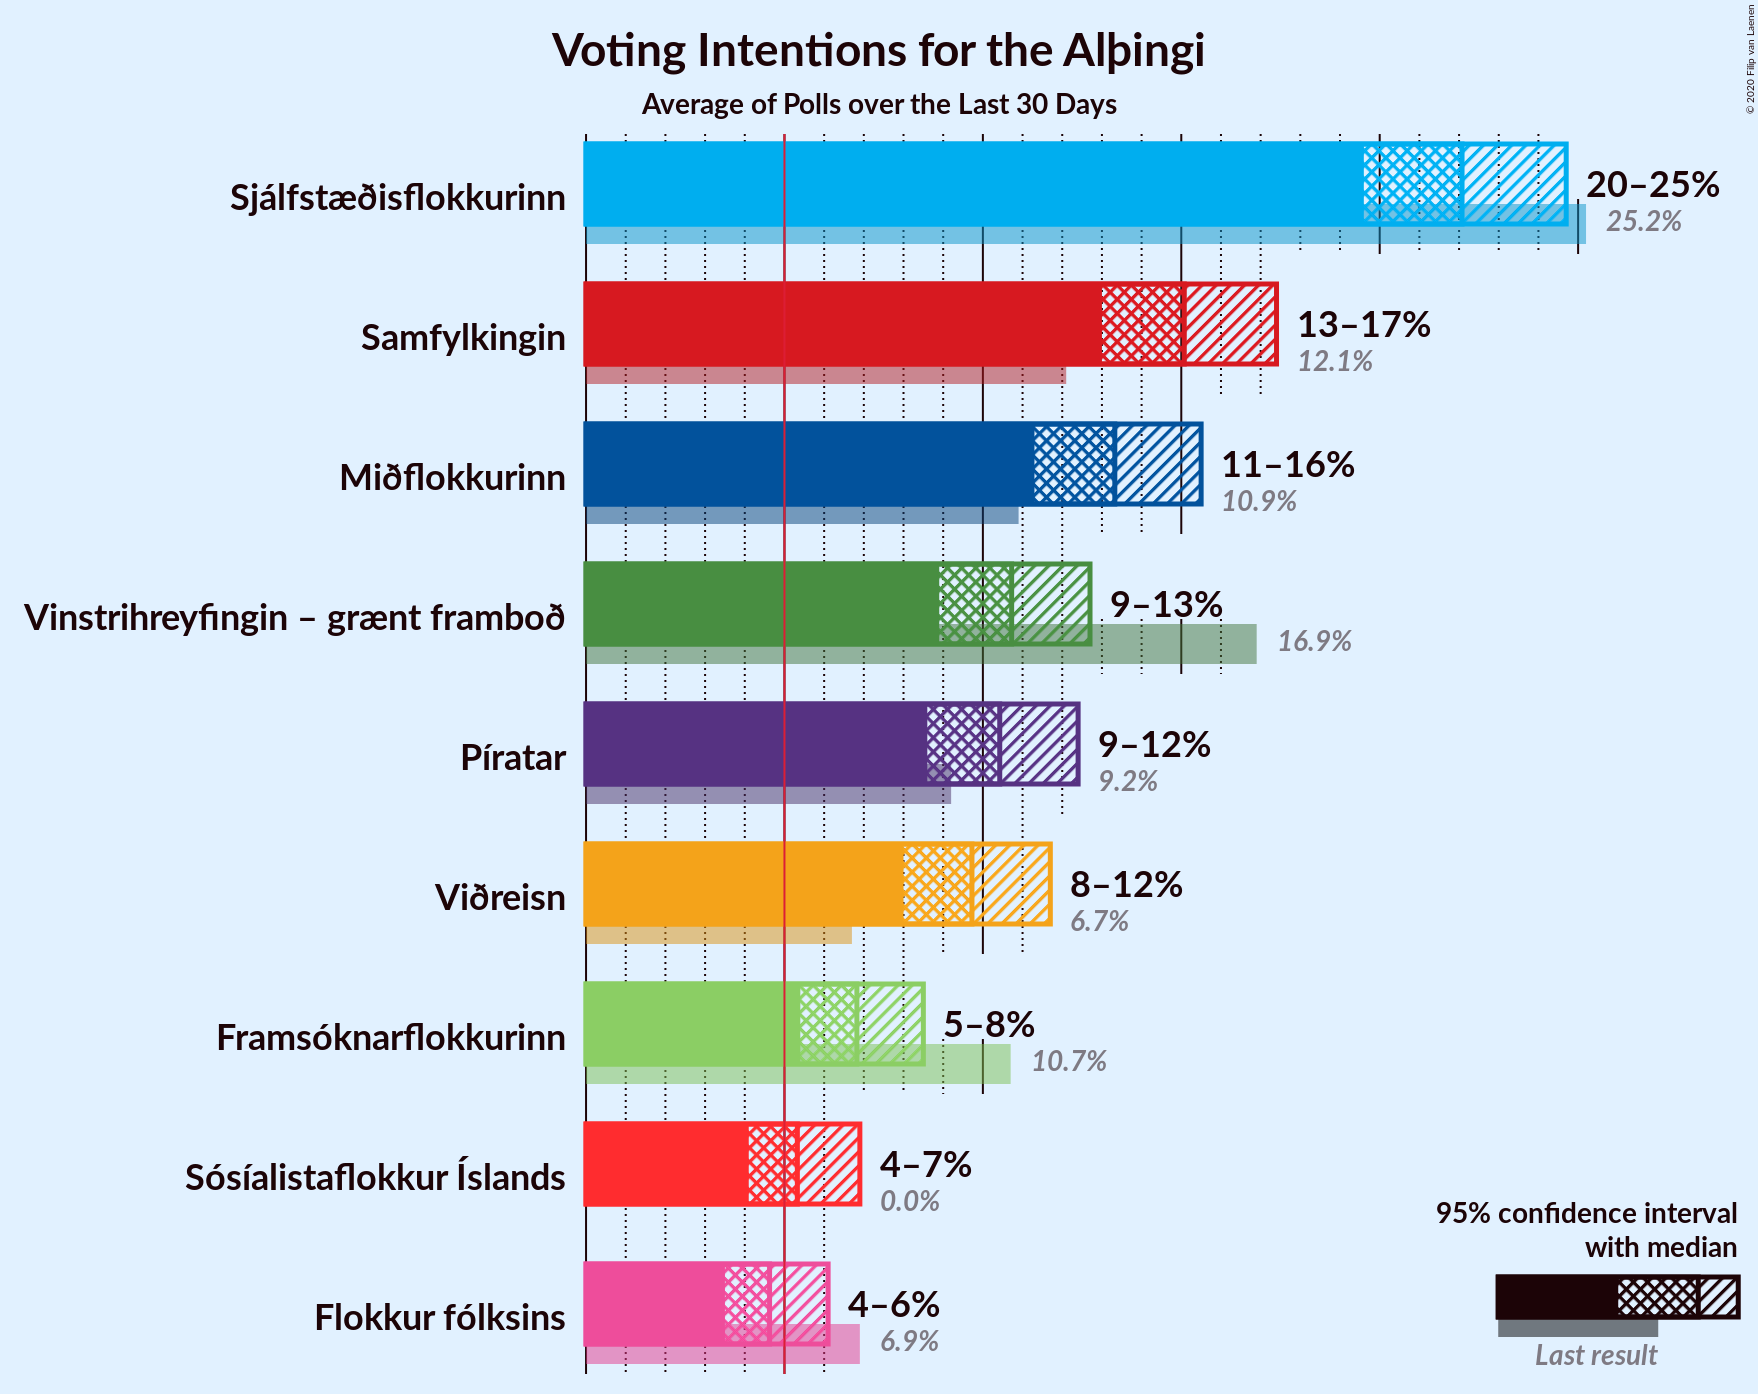 Voting Intentions for the Alþingi
Average of Polls over the Last 30 Days
© 2020 Filip van Laenen
Sjálfstæðisflokkurinn
20–25%
25.2%
Samfylkingin
13–17%
12.1%
Miðflokkurinn
11–16%
10.9%
Vinstrihreyfingin – grænt framboð
9–13%
16.9%
Píratar
9–12%
9.2%
Viðreisn
8–12%
6.7%
Framsóknarflokkurinn
5–8%
10.7%
Sósíalistaflokkur Íslands
4–7%
0.0%
Flokkur fólksins
4–6%
6.9%
95% confidence interval
with median
Last result